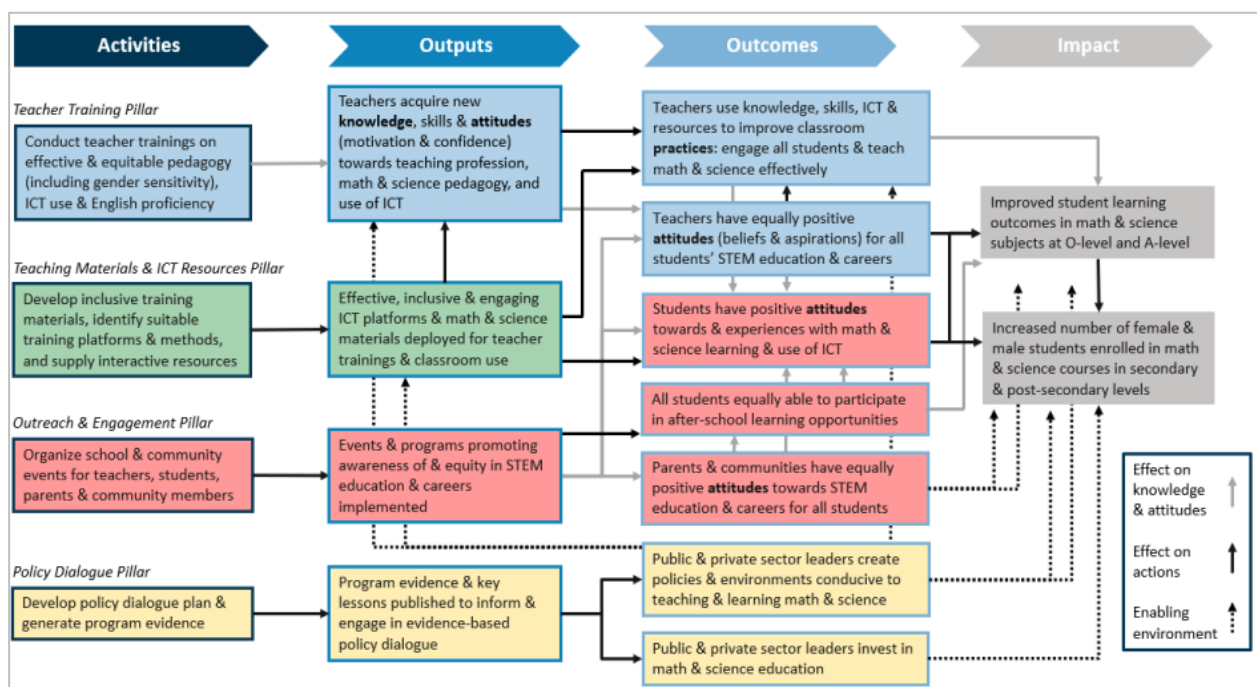 Activities
Outputs
Outcomes
Impact
Teacher Training Pillar
Conduct teacher trainings on
effective & equitable pedagogy
(including gender sensitivity),
ICT use & English proficiency
Teachers acquire new
knowledge, skills & attitudes
(motivation & confidence)
towards teaching profession,
math & science pedagogy, and
use of ICT
Teachers use knowledge, skills, ICT &
resources to improve classroom
practices: engage all students & teach
math & science effectively
Teachers have equally positive
attitudes (beliefs & aspirations) for all
students' STEM education & careers
Improved student learning
outcomes in math & science
subjects at O-level and A-level
Teaching Materials & ICT Resources Pillar
Develop inclusive training
materials, identify suitable
training platforms & methods,
and supply interactive resources
Effective, inclusive & engaging
ICT platforms & math & science
materials deployed for teacher
trainings & classroom use
Students have positive attitudes
towards & experiences with math &
science learning & use of ICT
Increased number of female &
male students enrolled in math
& science courses in secondary
& post-secondary levels
All students equally able to participate
in after-school learning opportunities
Outreach & Engagement Pillar
Organize school & community
events for teachers, students,
parents & community members
Events & programs promoting
awareness of & equity in STEM
education & careers
implemented
Parents & communities have equally
positive attitudes towards STEM
education & careers for all students
Policy Dialogue Pillar
Develop policy dialogue plan &
generate program evidence
Program evidence & key
lessons published to inform &
engage in evidence-based
policy dialogue
Public & private sector leaders create
policies & environments conducive to
teaching & learning math & science
Public & private sector leaders invest in
math & science education
Effect on
knowledge
& attitudes
Effect on
actions
Enabling
environment